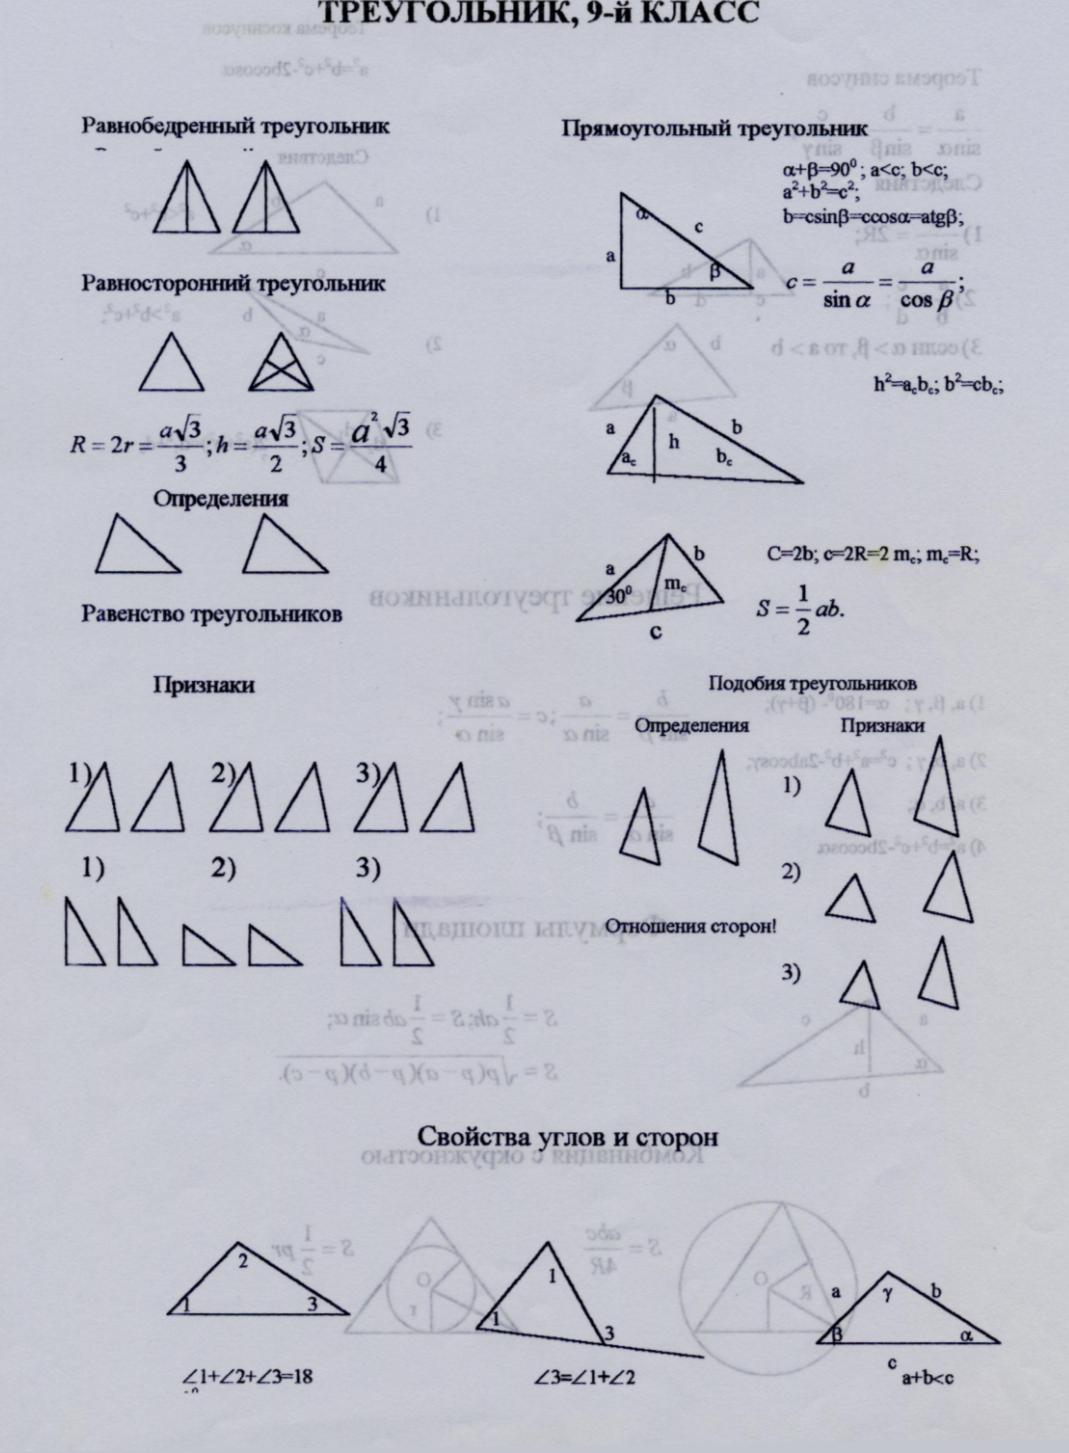 ТРЕУГОЛЬНИК, 9-й КЛАСС
Равнобедренный треугольник
Равносторонний треугольник
R = 2r = a√3/3; h = a√3/2; S = a²√3/4
Определения
Равенство треугольников
Признаки
1) 2) 3)
1) 2) 3)
Прямоугольный треугольник
α+β=90⁰; a<c; b<c;
a²+b²=c²;
b=csinβ=ccosα=atgβ;
α
c
a
β
b
c = a/sin α = a/cos β;
h²=a꜀b꜀; b²=cb꜀;
a
b
h
a꜀
b꜀
C=2b; c=2R=2 m꜀; m꜀=R;
S = 1/2 ab.
a
b
30⁰
m꜀
c
Подобия треугольников
Определения
Признаки
1)
2)
Отношения сторон!
3)
Свойства углов и сторон
2
1
3
∠1+∠2+∠3=18
1
1
3
∠3=∠1+∠2
a
γ
b
β
α
c
a+b<c